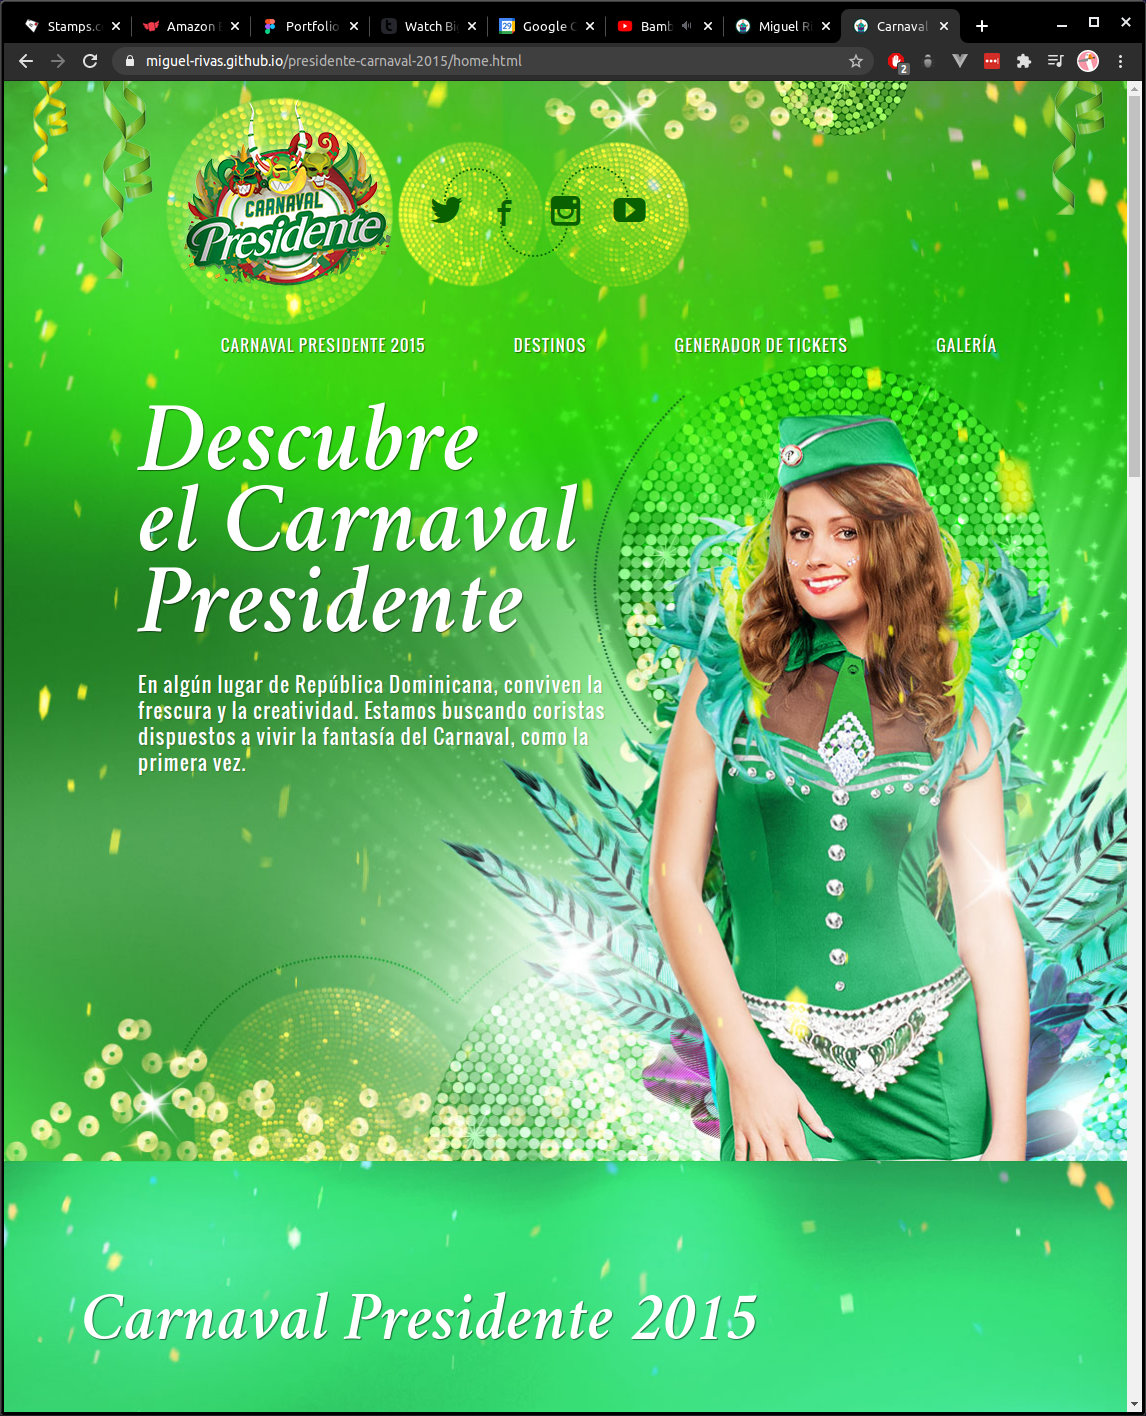 Stamps.c
Amazon
Portfolio
Watch Bi
Google C
Bamb
Miguel Ri
Carnaval
miguel-rivas.github.io/presidente-carnaval-2015/home.html
2
CARNAVAL
Presidente
CARNAVAL PRESIDENTE 2015
DESTINOS
GENERADOR DE TICKETS
GALERÍA
Descubre
el Carnaval
Presidente
En algún lugar de República Dominicana, conviven la
frescura y la creatividad. Estamos buscando coristas
dispuestos a vivir la fantasía del Carnaval, como la
primera vez.
Carnaval Presidente 2015